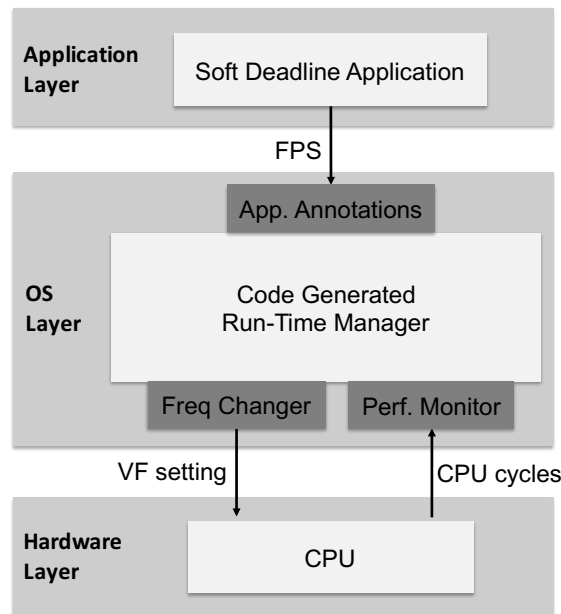 Application
Layer
Soft Deadline Application
FPS
App. Annotations
OS
Layer
Code Generated
Run-Time Manager
Freq Changer
Perf. Monitor
VF setting
CPU cycles
Hardware
Layer
CPU